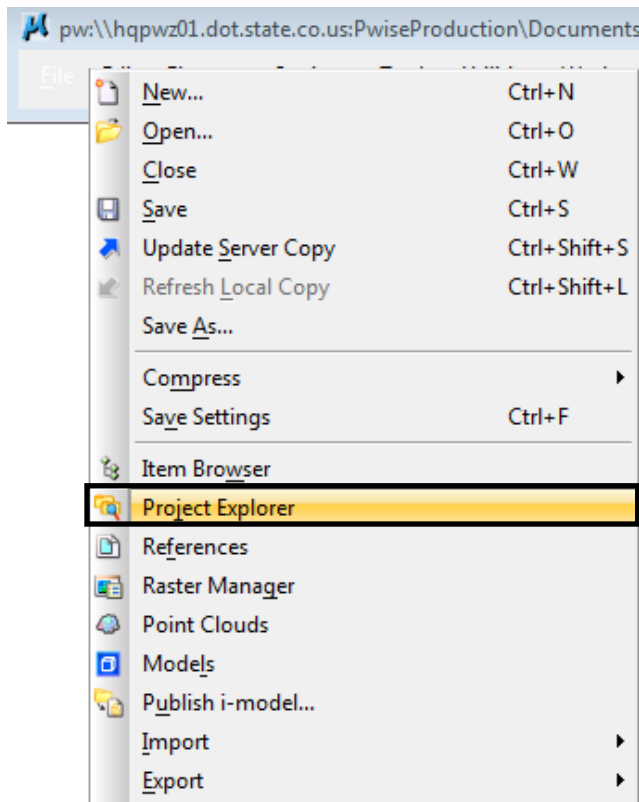 pw:\\hqpwz01.dot.state.co.us:PwiseProduction\Documents
File
New... Ctrl+N
Open... Ctrl+O
Close Ctrl+W
Save Ctrl+S
Update Server Copy Ctrl+Shift+S
Refresh Local Copy Ctrl+Shift+L
Save As...
Compress
Save Settings Ctrl+F
Item Browser
Project Explorer
References
Raster Manager
Point Clouds
Models
Publish i-model...
Import
Export